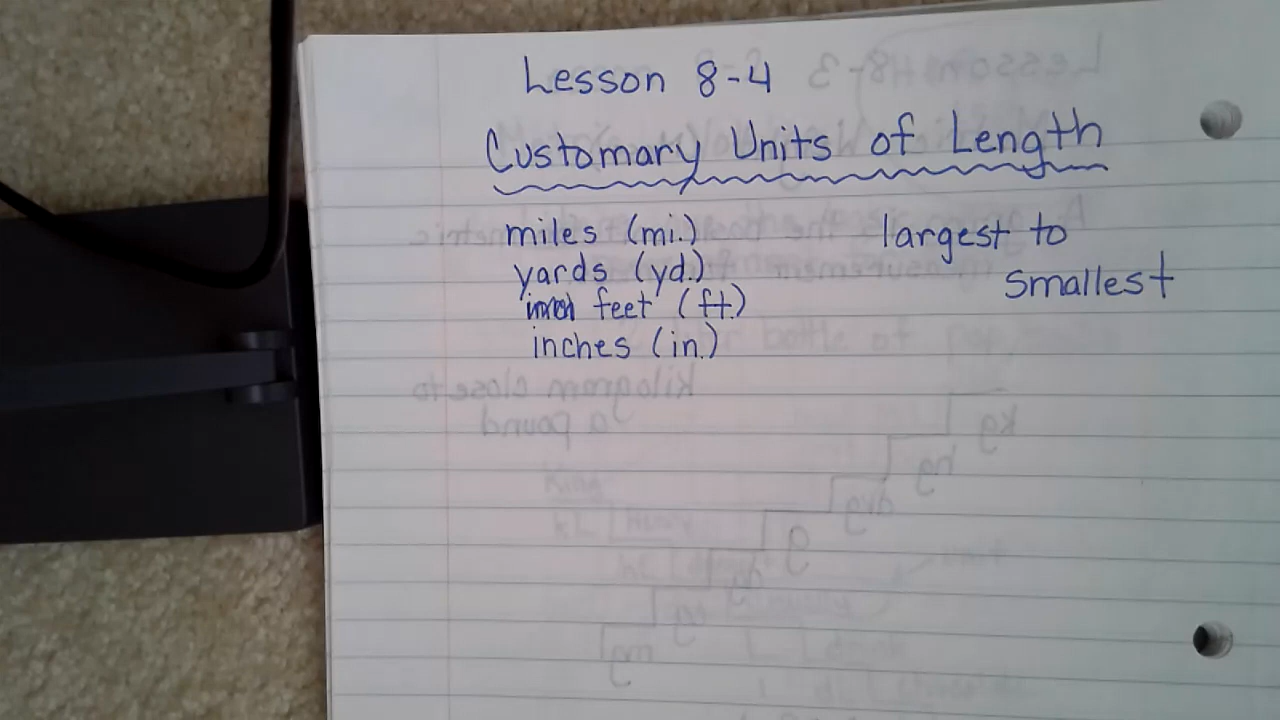 Lesson 8-4
Customary Units of Length
miles (mi.) largest to
yards (yd.) smallest
feet (ft.)
inches (in.)